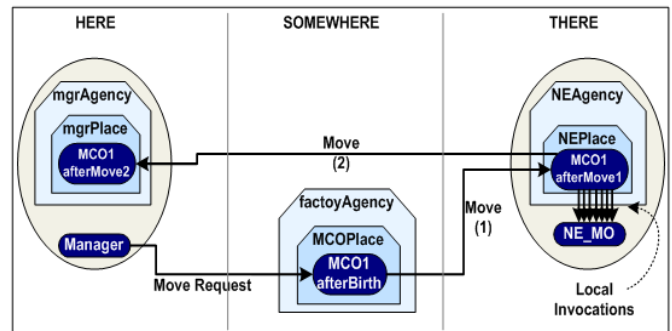 HERE
SOMEWHERE
THERE
mgrAgency
mgrPlace
MCO1
afterMove2
Manager
Move
(2)
factoyAgency
MCOPlace
MCO1
afterBirth
Move Request
Move
(1)
NEAgency
NEPlace
MCO1
afterMove1
NE_MO
Local
Invocations